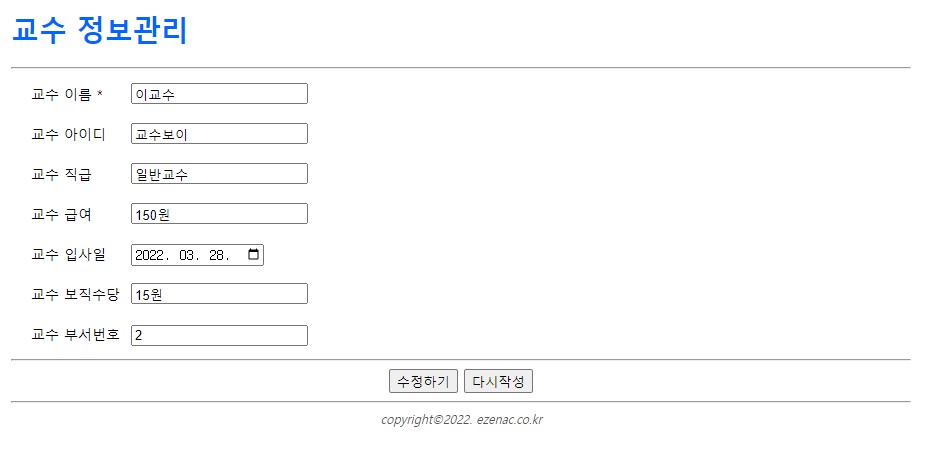 교수 정보관리
교수 이름 * 이교수
교수 아이디 교수보이
교수 직급 일반교수
교수 급여 150원
교수 입사일 2022. 03. 28.
교수 보직수당 15원
교수 부서번호 2
수정하기 다시작성
copyright©2022. ezenac.co.kr